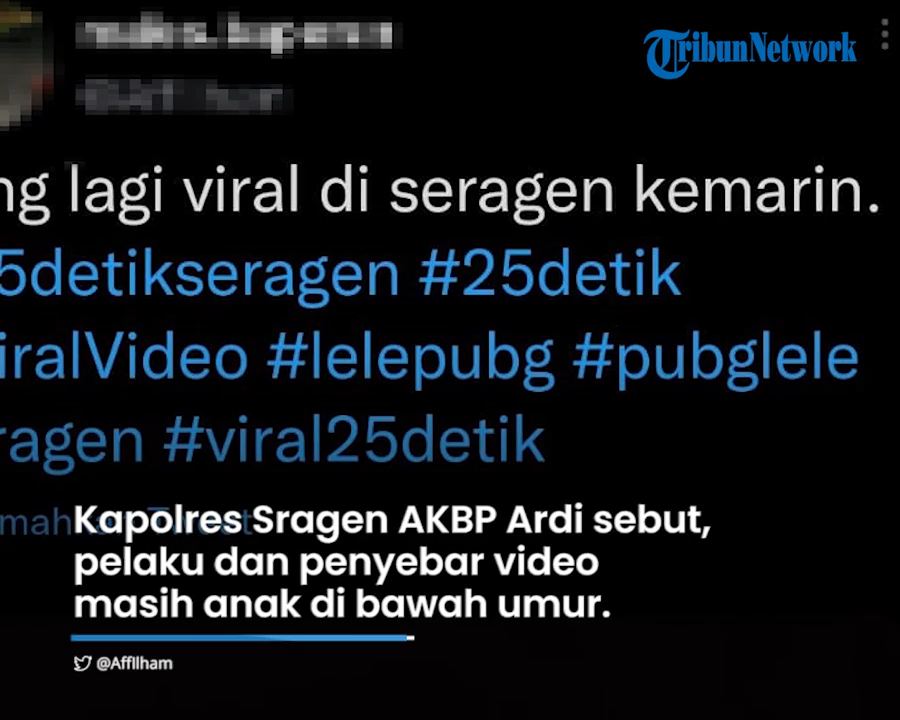 TribunNetwork
ng lagi viral di seragen kemarin.
5detikseragen #25detik
iralVideo #lelepubg #pubglele
ragen #viral25detik
Kapolres Sragen AKBP Ardi sebut,
pelaku dan penyebar video
masih anak di bawah umur.
@AffIlham